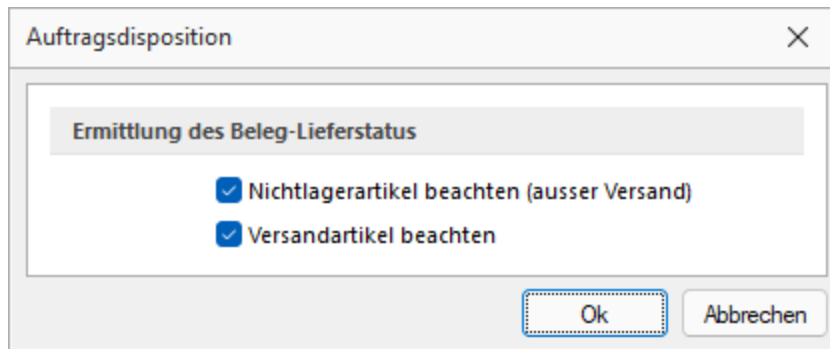 Auftragsdisposition
Ermittlung des Beleg-Lieferstatus
Nichtlagerartikel beachten (ausser Versand)
Versandartikel beachten
Ok Abbrechen